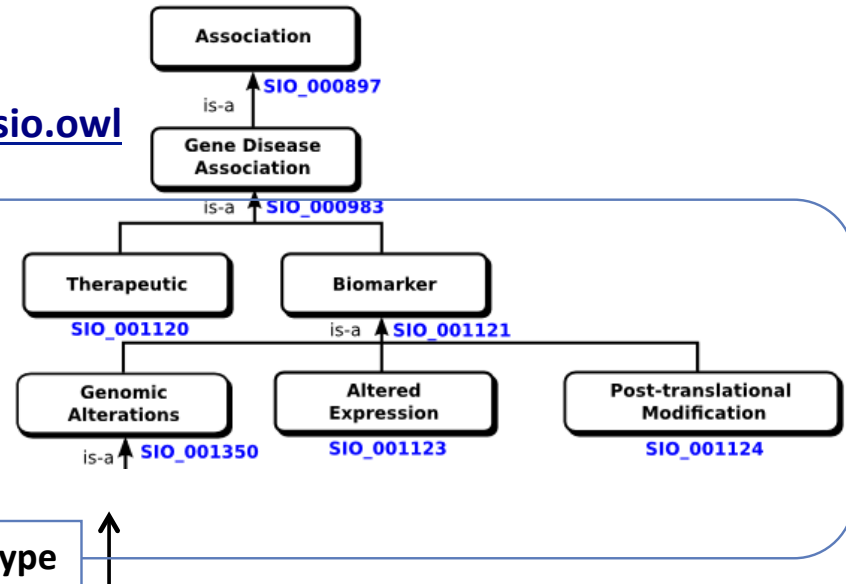 Association
SIO_000897
is-a
sio.owl
Gene Disease
Association
is-a
SIO_000983
Therapeutic
Biomarker
SIO_001120
is-a
SIO_001121
Genomic
Alterations
Altered
Expression
Post-translational
Modification
is-a
SIO_001350
SIO_001123
SIO_001124
ype